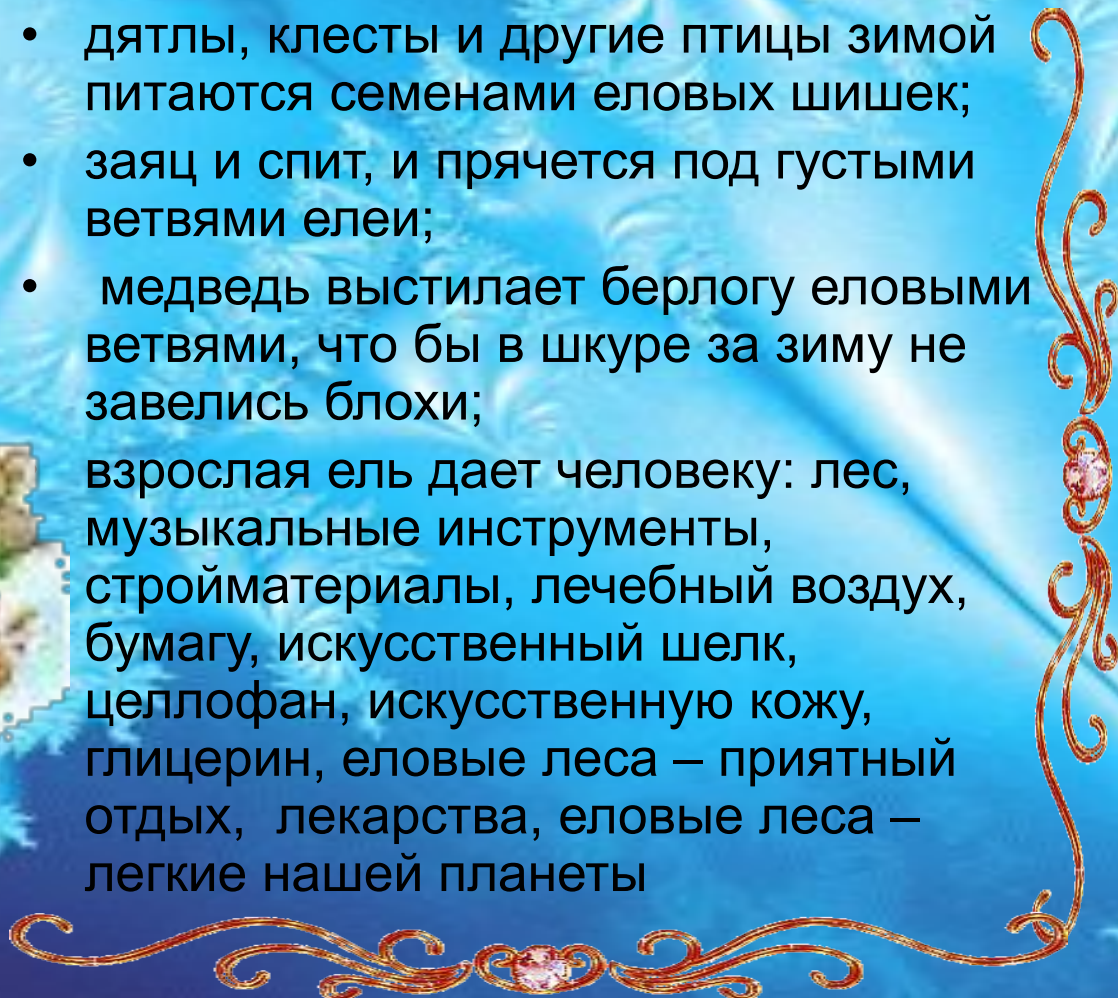 • дятлы, клесты и другие птицы зимой
питаются семенами еловых шишек;
• заяц и спит, и прячется под густыми
ветвями елеи;
• медведь выстилает берлогу еловыми
ветвями, что бы в шкуре за зиму не
завелись блохи;
взрослая ель дает человеку: лес,
музыкальные инструменты,
стройматериалы, лечебный воздух,
бумагу, искусственный шелк,
целлофан, искусственную кожу,
глицерин, еловые леса – приятный
отдых,  лекарства, еловые леса –
легкие нашей планеты